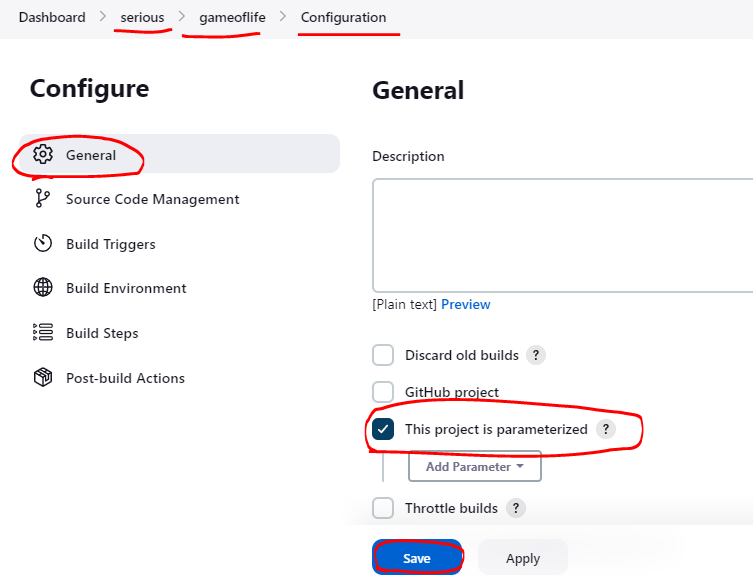 Dashboard > serious > gameoflife > Configuration
Configure
General
Source Code Management
Build Triggers
Build Environment
Build Steps
Post-build Actions
General
Description
[Plain text] Preview
Discard old builds ?
GitHub project
This project is parameterized ?
Add Parameter
Throttle builds ?
Save Apply